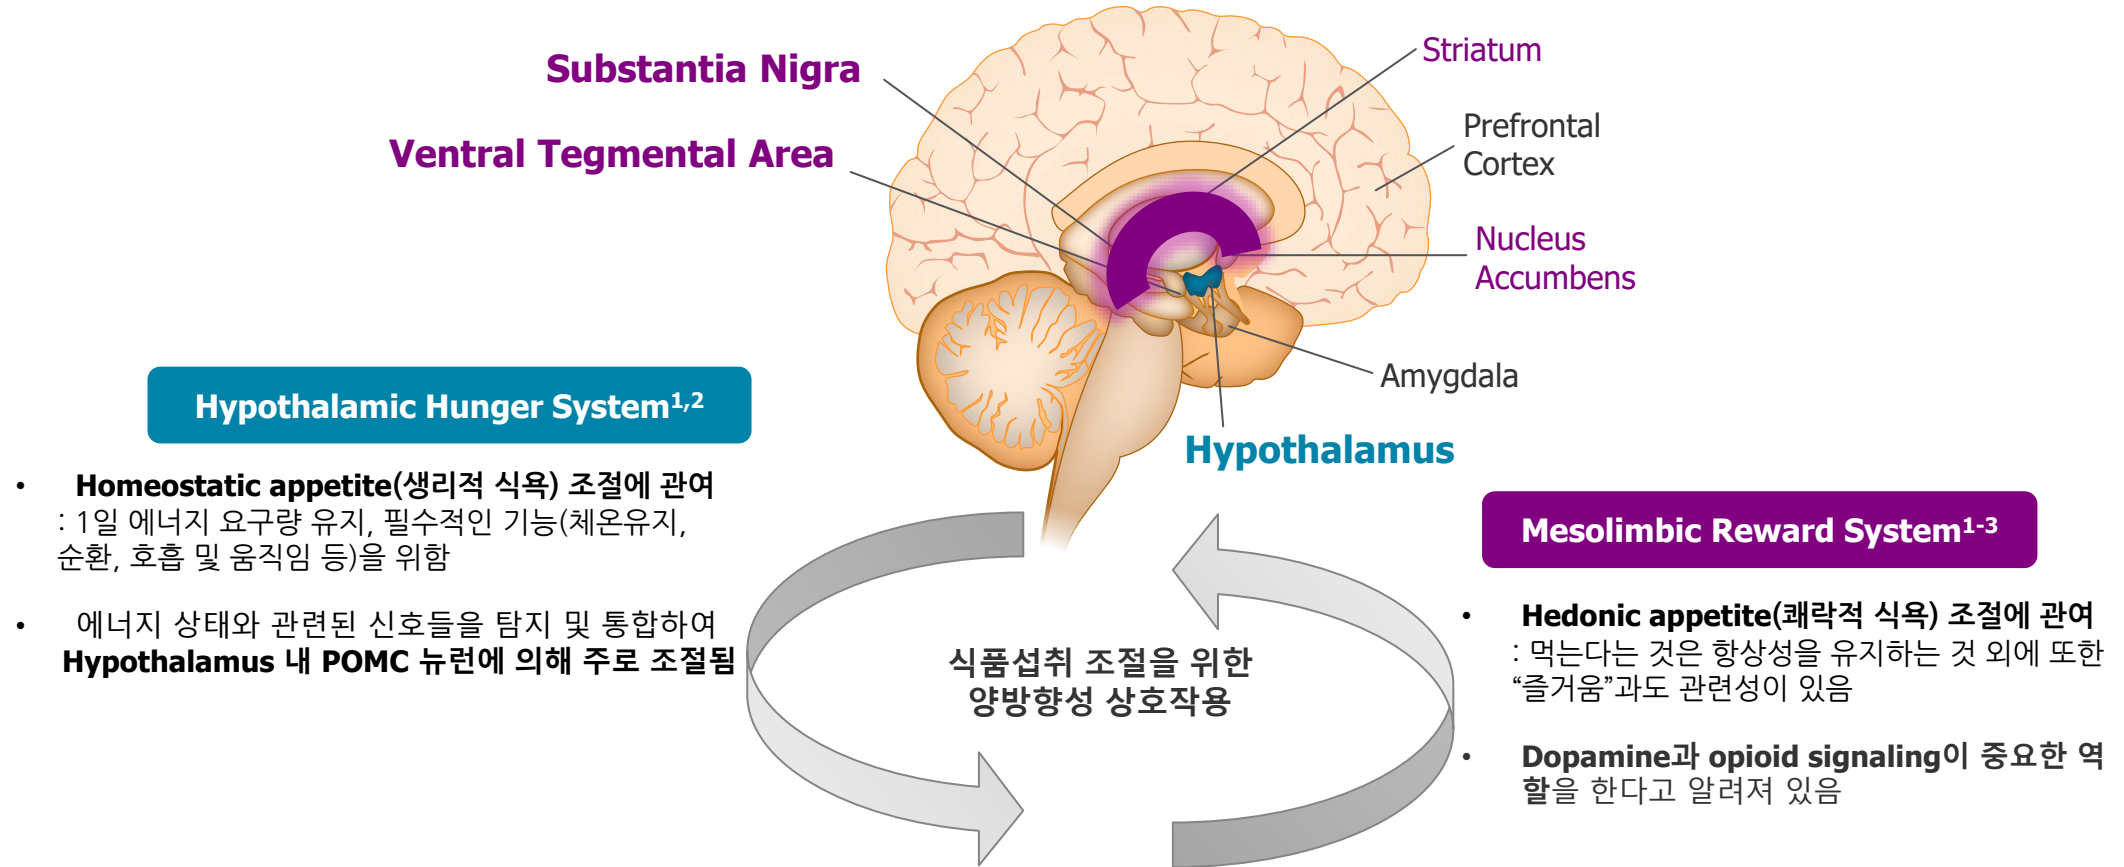 Substantia Nigra
Ventral Tegmental Area
Striatum
Prefrontal
Cortex
Nucleus
Accumbens
Amygdala
Hypothalamus
Hypothalamic Hunger System1,2
• Homeostatic appetite(생리적 식욕) 조절에 관여
: 1일 에너지 요구량 유지, 필수적인 기능(체온유지,
순환, 호흡 및 움직임 등)을 위함
• 에너지 상태와 관련된 신호들을 탐지 및 통합하여
Hypothalamus 내 POMC 뉴런에 의해 주로 조절됨
식품섭취 조절을 위한
양방향성 상호작용
Mesolimbic Reward System1-3
• Hedonic appetite(쾌락적 식욕) 조절에 관여
: 먹는다는 것은 항상성을 유지하는 것 외에 또한
“즐거움”과도 관련성이 있음
• Dopamine과 opioid signaling이 중요한 역
할을 한다고 알려져 있음